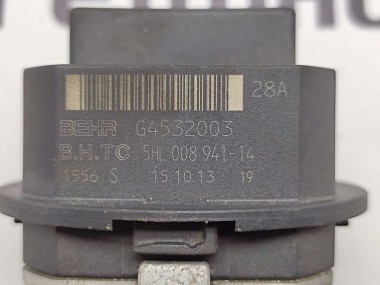 28A
BEHR G4532003
B.H.TC 5HL 008 941-14
1556 S 15 10 13 19